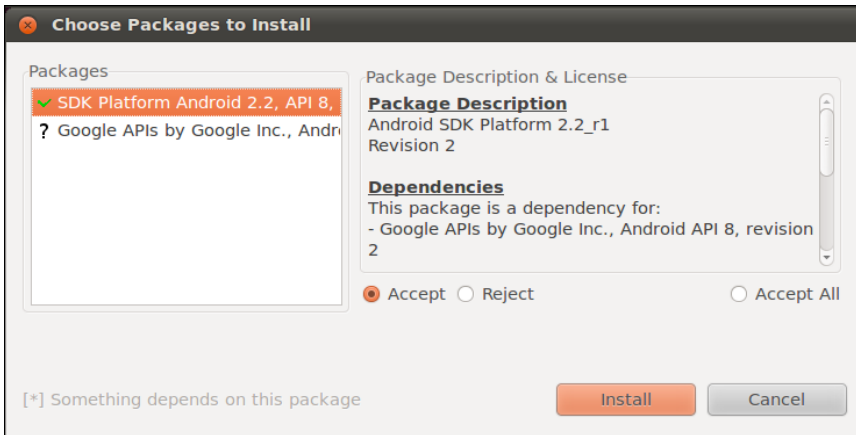 Choose Packages to Install
Packages
SDK Platform Android 2.2, API 8,
? Google APIs by Google Inc., Andr
Package Description & License
Package Description
Android SDK Platform 2.2_r1
Revision 2
Dependencies
This package is a dependency for:
- Google APIs by Google Inc., Android API 8, revision
2
Accept Reject Accept All
[*] Something depends on this package
Install Cancel